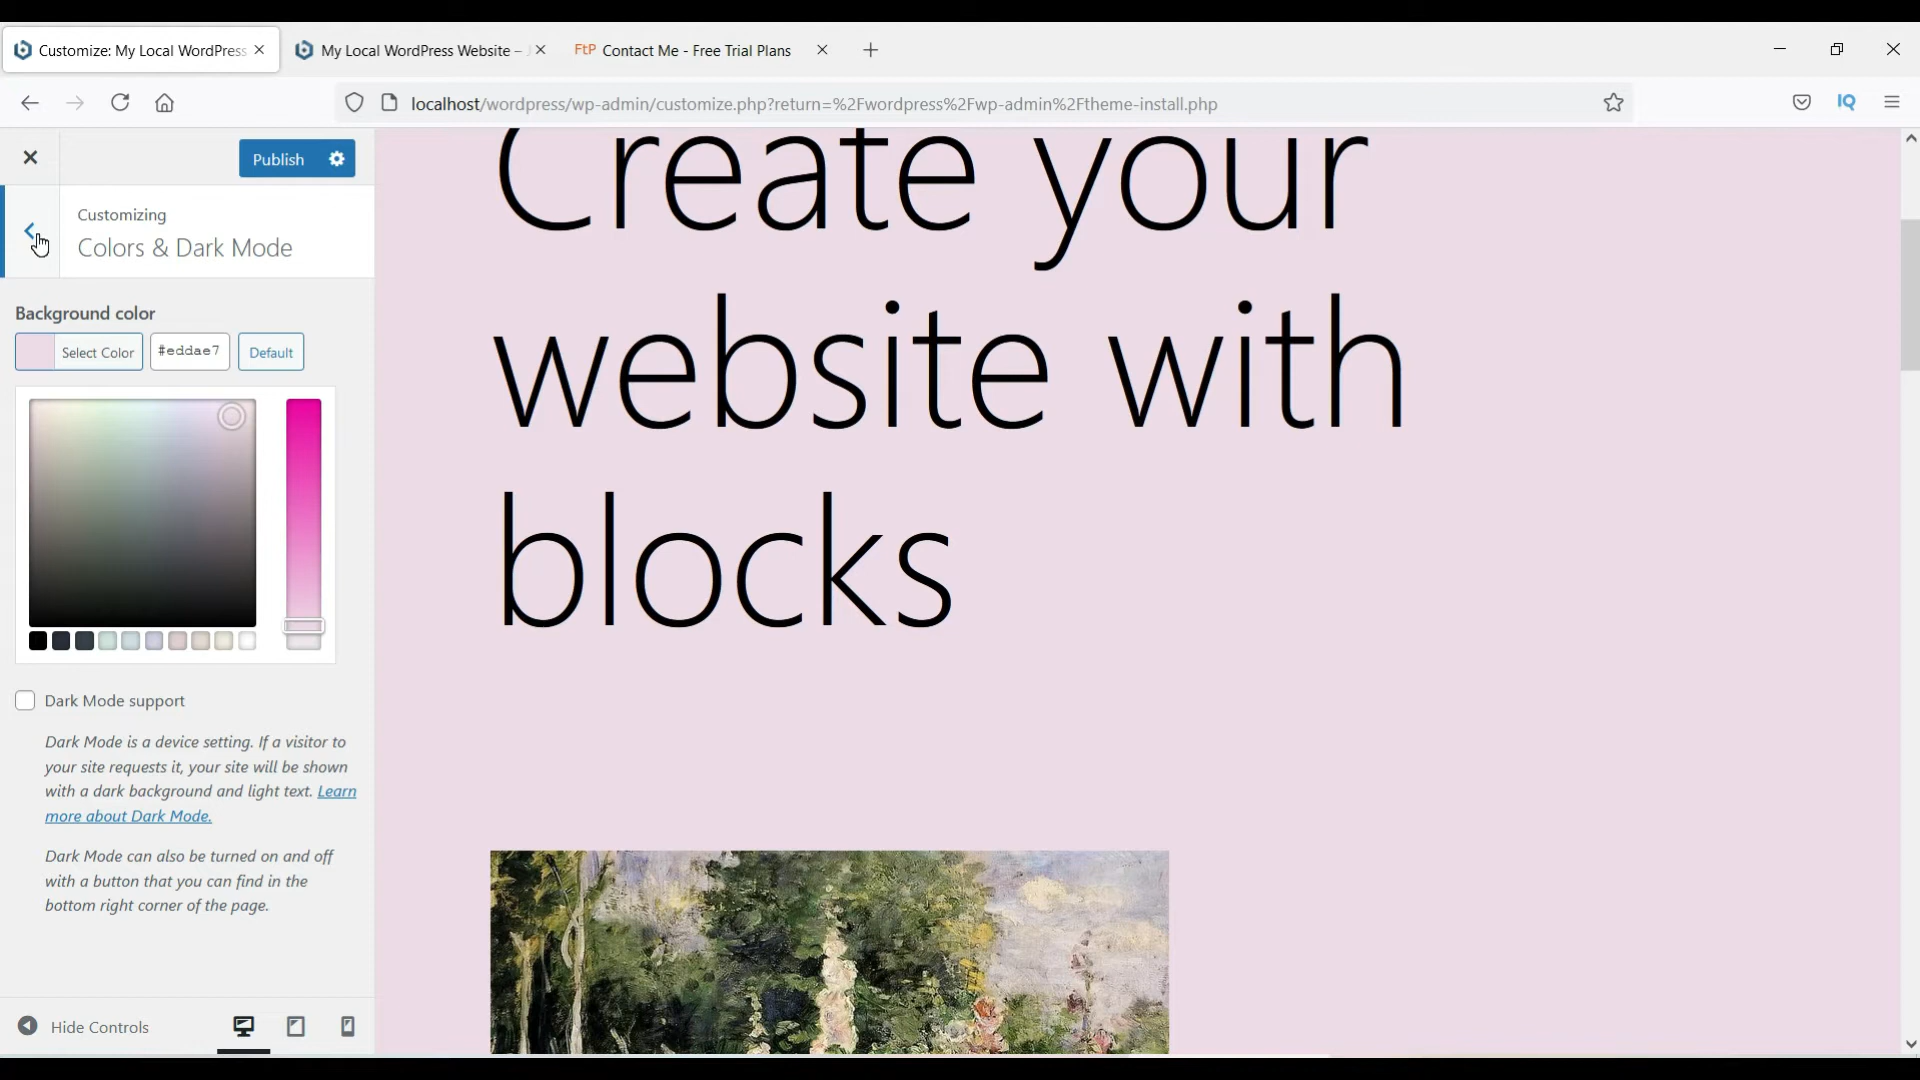 Customize: My Local WordPress
My Local WordPress Website –
FtP Contact Me - Free Trial Plans
localhost/wordpress/wp-admin/customize.php?return=%2Fwordpress%2Fwp-admin%2Ftheme-install.php
IQ
Publish
Customizing
Colors & Dark Mode
Background color
Select Color
#eddae7
Default
Dark Mode support
Dark Mode is a device setting. If a visitor to
your site requests it, your site will be shown
with a dark background and light text. Learn
more about Dark Mode.
Dark Mode can also be turned on and off
with a button that you can find in the
bottom right corner of the page.
Hide Controls
Create your
website with
blocks